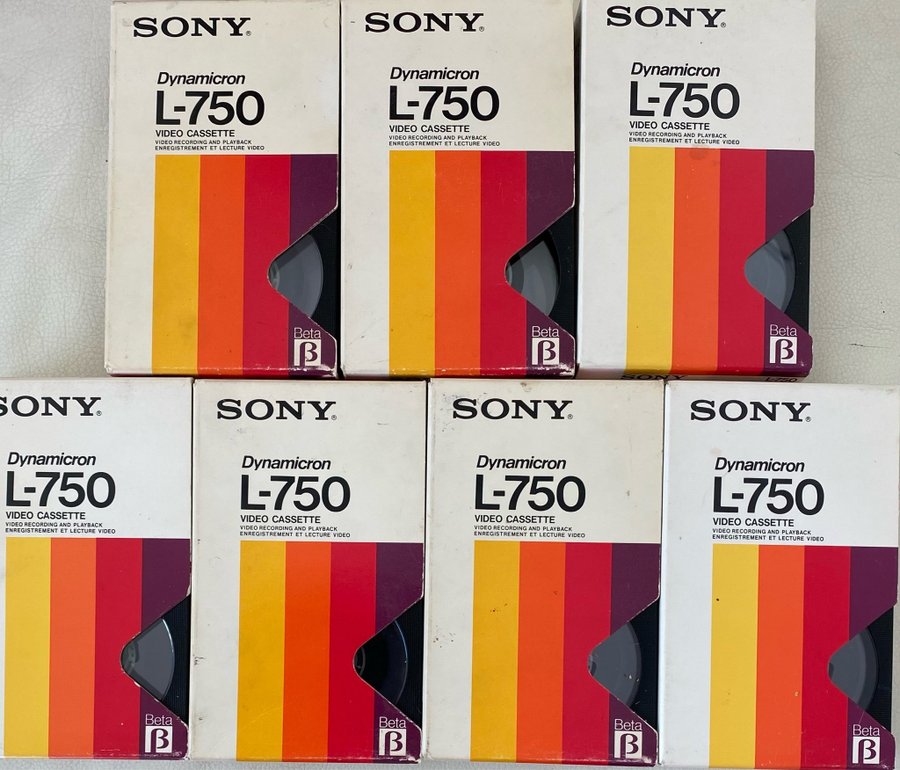 SONY®
Dynamicron
L-750
VIDEO CASSETTE
VIDEO RECORDING AND PLAYBACK
ENREGISTREMENT ET LECTURE VIDEO
Beta
β
SONY®
Dynamicron
L-750
VIDEO CASSETTE
VIDEO RECORDING AND PLAYBACK
ENREGISTREMENT ET LECTURE VIDEO
Beta
β
SONY®
Dynamicron
L-750
VIDEO CASSETTE
VIDEO RECORDING AND PLAYBACK
ENREGISTREMENT ET LECTURE VIDEO
Beta
β
SONY L-750
SONY®
Dynamicron
L-750
VIDEO CASSETTE
VIDEO RECORDING AND PLAYBACK
ENREGISTREMENT ET LECTURE VIDEO
Beta
β
SONY®
Dynamicron
L-750
VIDEO CASSETTE
VIDEO RECORDING AND PLAYBACK
ENREGISTREMENT ET LECTURE VIDEO
Beta
β
SONY®
Dynamicron
L-750
VIDEO CASSETTE
VIDEO RECORDING AND PLAYBACK
ENREGISTREMENT ET LECTURE VIDEO
Beta
β
SONY®
Dynamicron
L-750
VIDEO CASSETTE
VIDEO RECORDING AND PLAYBACK
ENREGISTREMENT ET LECTURE VIDEO
Beta
β